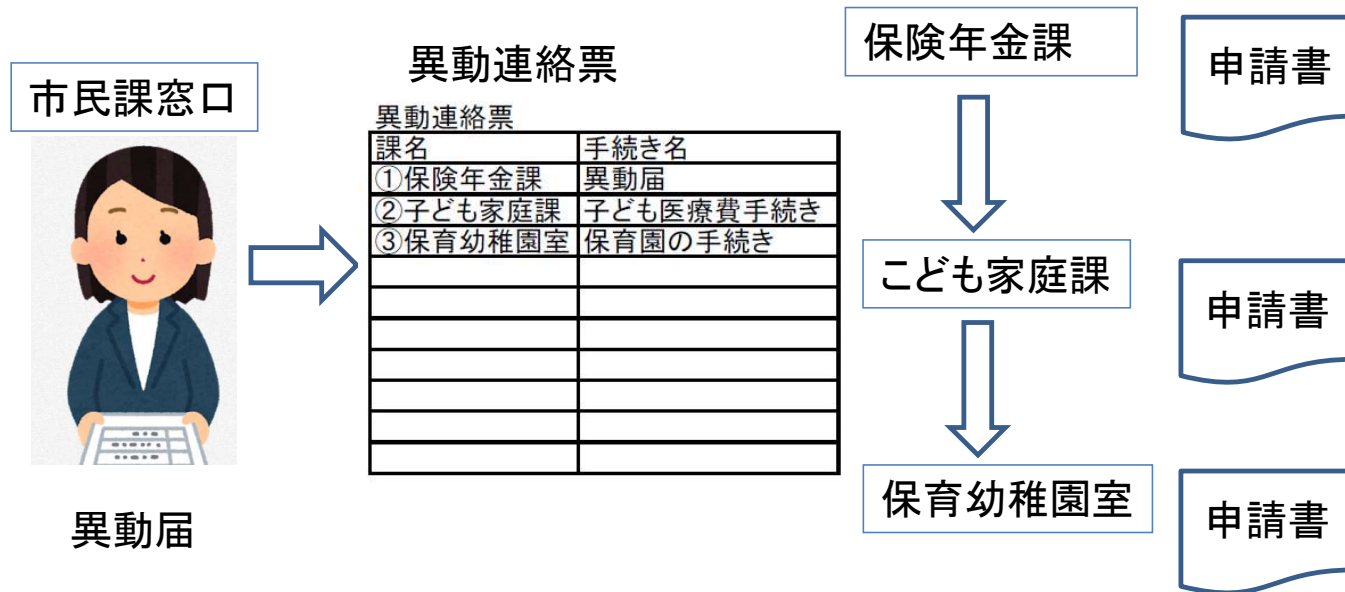 市民課窓口
異動届
異動連絡票
異動連絡票
課名 手続き名
①保険年金課 異動届
②子ども家庭課 子ども医療費手続き
③保育幼稚園室 保育園の手続き
保険年金課
申請書
こども家庭課
申請書
保育幼稚園室
申請書